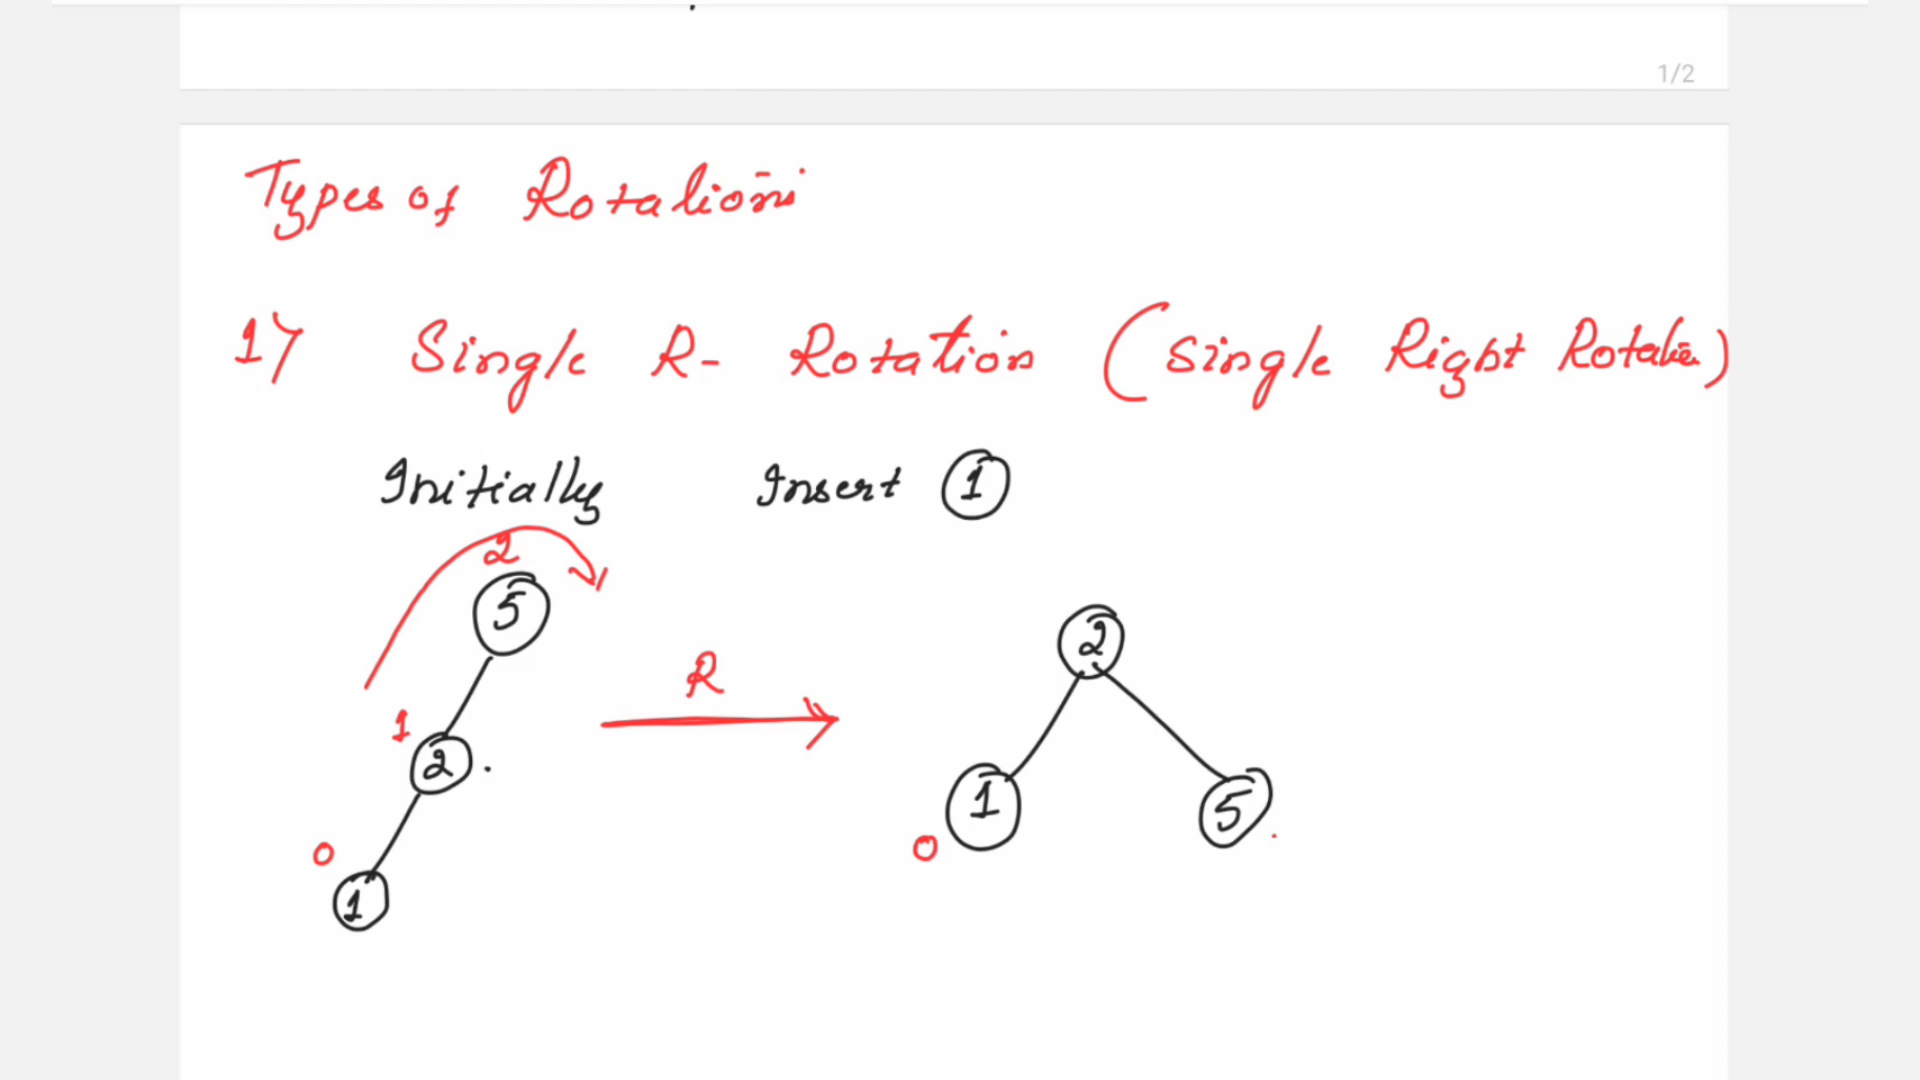 1/2
Types of Rotations
1) Single R- Rotation (Single Right Rotation)
Initially Insert 1
2
5
R
2
1
2
1
5
0
0
1